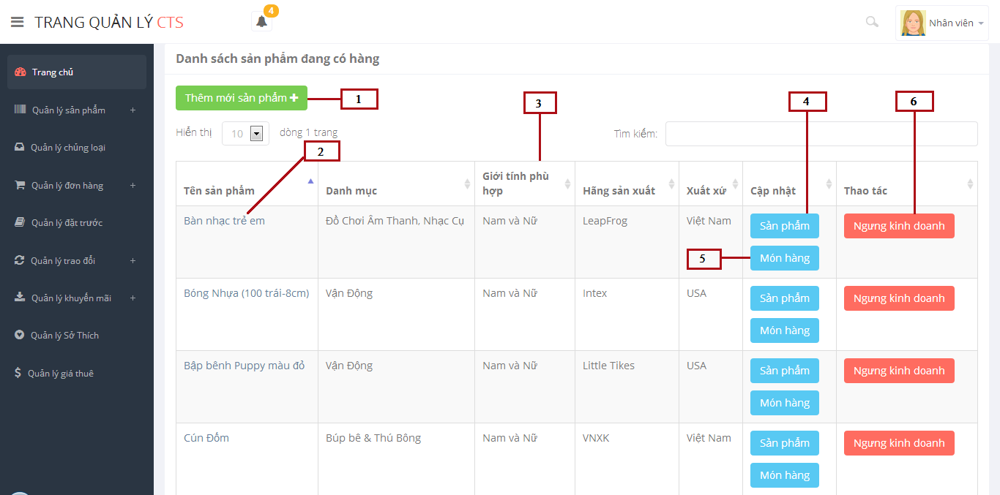 TRANG QUẢN LÝ CTS
4
Nhân viên
Trang chủ
Quản lý sản phẩm +
Quản lý chủng loại
Quản lý đơn hàng +
Quản lý đặt trước
Quản lý trao đổi +
Quản lý khuyến mãi +
Quản lý Sở Thích
$ Quản lý giá thuê
Danh sách sản phẩm đang có hàng
Thêm mới sản phẩm +
1
3
4
6
Hiển thị 10 dòng 1 trang
Tìm kiếm:
2
Tên sản phẩm
Danh mục
Giới tính phù
hợp
Hãng sản xuất
Xuất xứ
Cập nhật
Thao tác
Bàn nhạc trẻ em
Đồ Chơi Âm Thanh, Nhạc Cụ
Nam và Nữ
LeapFrog
Việt Nam
Sản phẩm
Ngưng kinh doanh
5
Món hàng
Bóng Nhựa (100 trái-8cm)
Vận Động
Nam và Nữ
Intex
USA
Sản phẩm
Ngưng kinh doanh
Món hàng
Bập bênh Puppy màu đỏ
Vận Động
Nam và Nữ
Little Tikes
USA
Sản phẩm
Ngưng kinh doanh
Món hàng
Cún Đốm
Búp bê & Thú Bông
Nam và Nữ
VNXK
Việt Nam
Sản phẩm
Ngưng kinh doanh
Món hàng